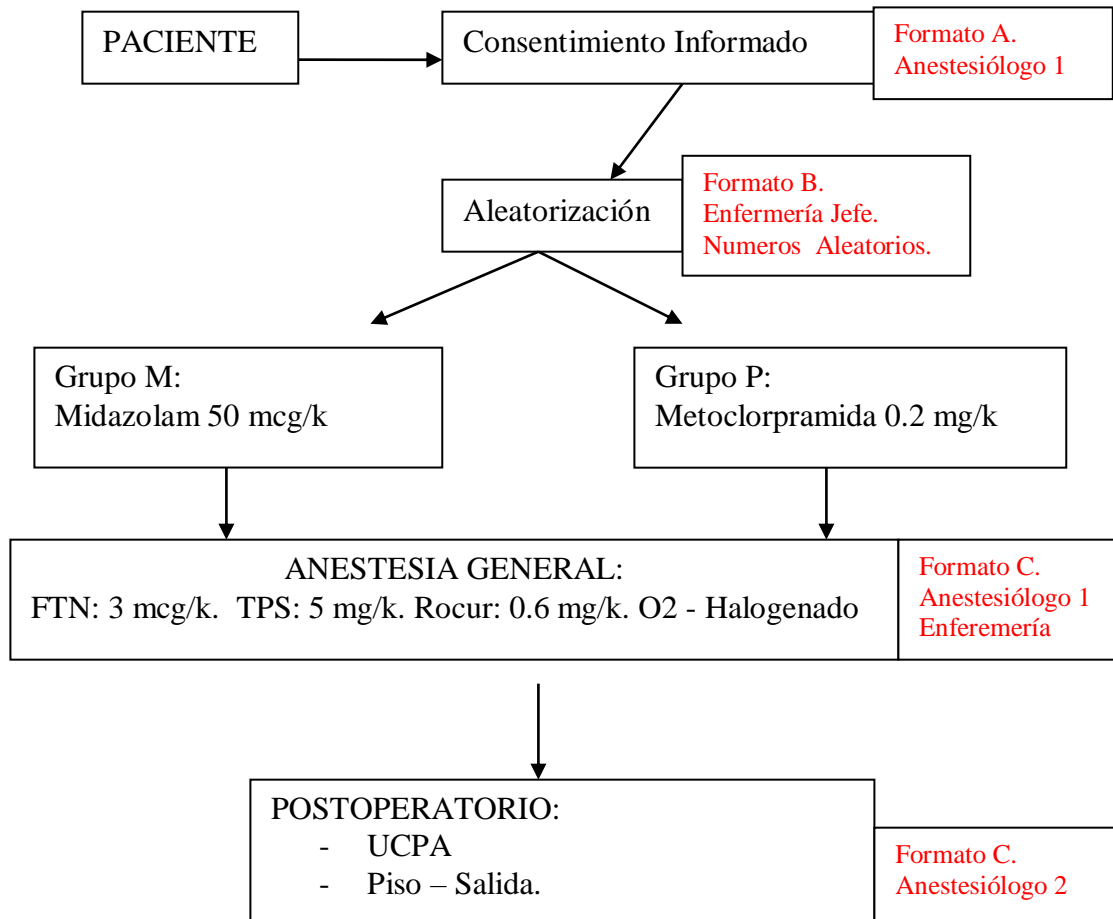 PACIENTE
Consentimiento Informado
Formato A.
Anestesiólogo 1
Aleatorización
Formato B.
Enfermería Jefe.
Numeros Aleatorios.
Grupo M:
Midazolam 50 mcg/k
Grupo P:
Metoclorpramida 0.2 mg/k
ANESTESIA GENERAL:
FTN: 3 mcg/k. TPS: 5 mg/k. Rocur: 0.6 mg/k. O2 - Halogenado
Formato C.
Anestesiólogo 1
Enferemería
POSTOPERATORIO:
- UCPA
- Piso – Salida.
Formato C.
Anestesiólogo 2